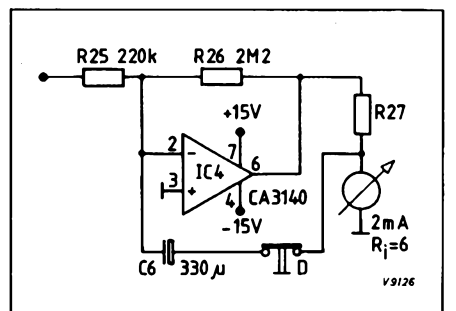 R25 220k
R26 2M2
+15V
R27
2
7
6
IC4
3
CA3140
4
-15V
2mA
Ri=6
C6
330 µ
D
V9126
-
+